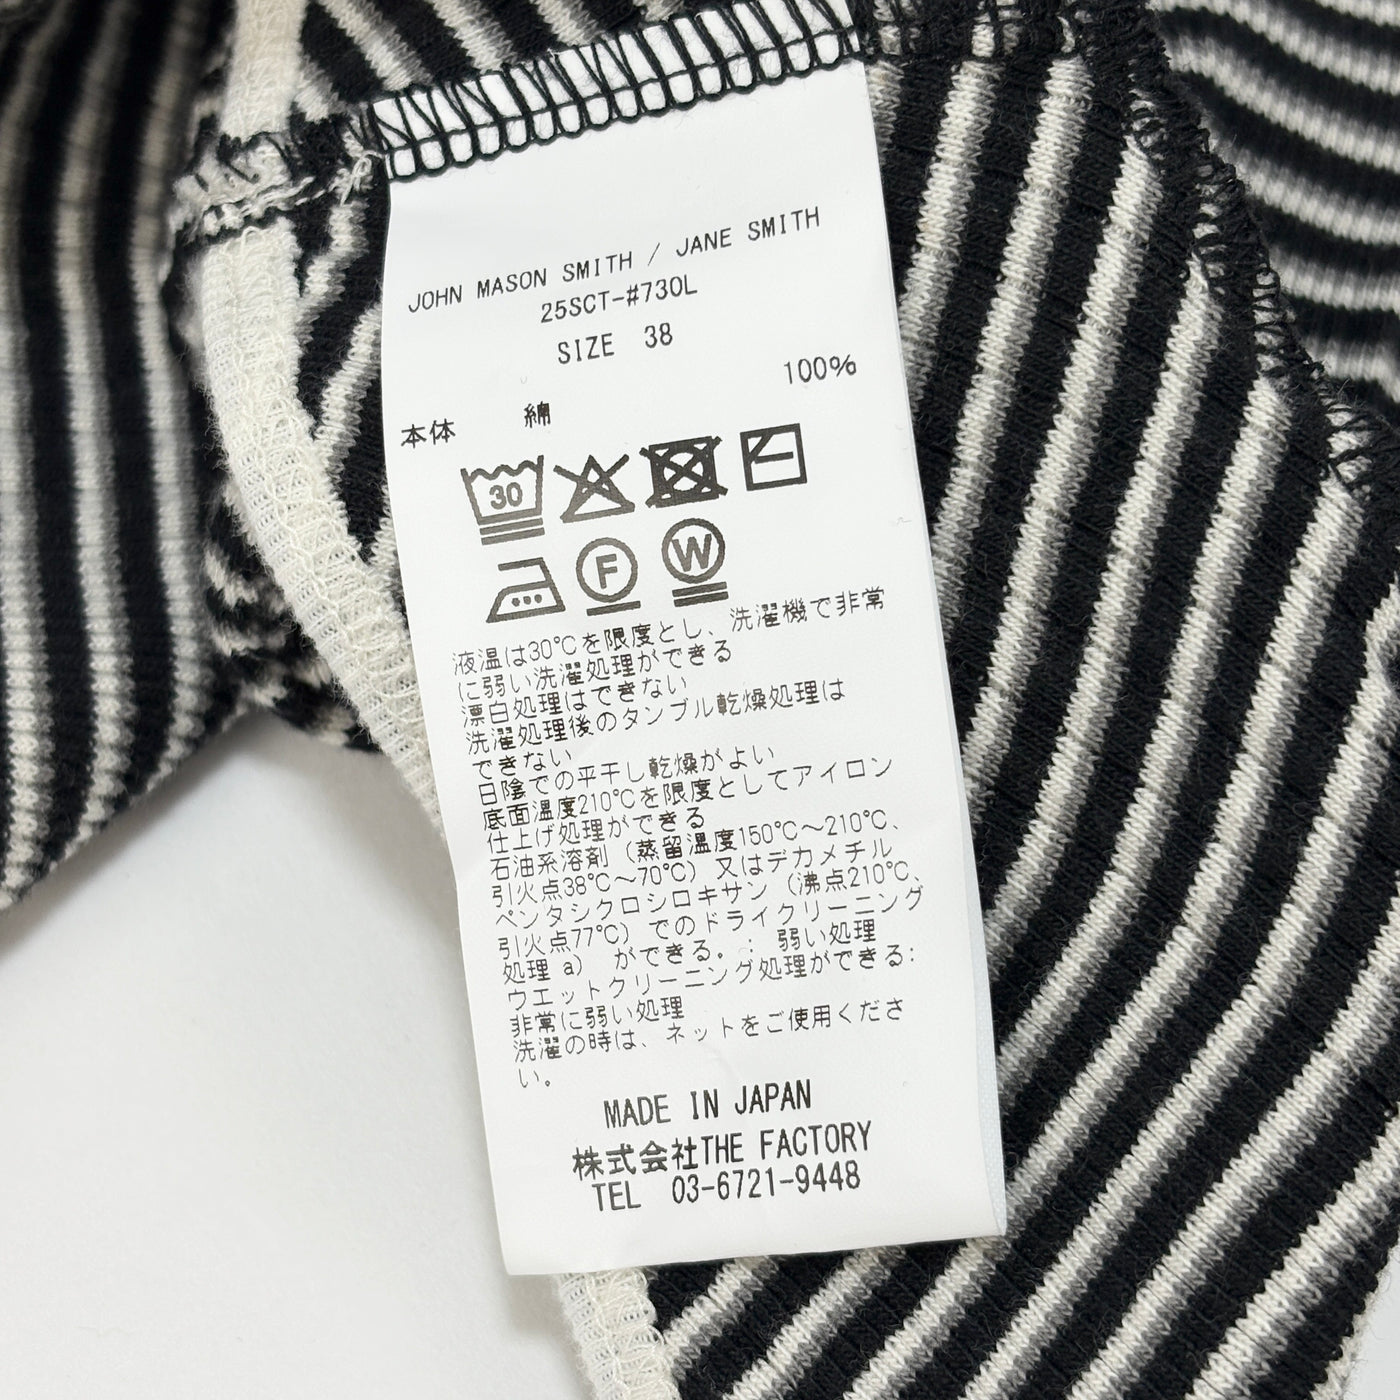 JOHN MASON SMITH / JANE SMITH
25SCT-#730L
SIZE 38
100%
本体 綿
30
F W
液温は30℃を限度とし、洗濯機で非常
に弱い洗濯処理ができる
漂白処理はできない
洗濯処理後のタンブル乾燥処理は
できない
日陰での平干し乾燥がよい
底面温度210℃を限度としてアイロン
仕上げ処理ができる
石油系溶剤（蒸留温度150℃～210℃、
引火点38℃～70℃）又はデカメチル
ペンタシクロシロキサン（沸点210℃、
引火点77℃）でのドライクリーニング
処理 a） ができる。： 弱い処理
ウエットクリーニング処理ができる：
非常に弱い処理
洗濯の時は、ネットをご使用くださ
い。
MADE IN JAPAN
株式会社THE FACTORY
TEL 03-6721-9448